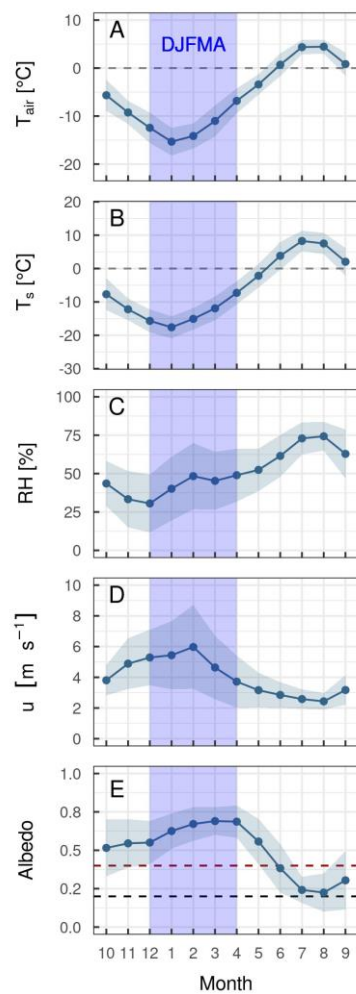 A
DJFMA
T_air [°C]
10
0
-10
-20
B
T_s [°C]
20
10
0
-10
-20
-30
C
RH [%]
100
75
50
25
0
D
u [m s⁻¹]
10
8
6
4
2
0
E
Albedo
1.0
0.8
0.5
0.2
0.0
10 11 12 1 2 3 4 5 6 7 8 9
Month